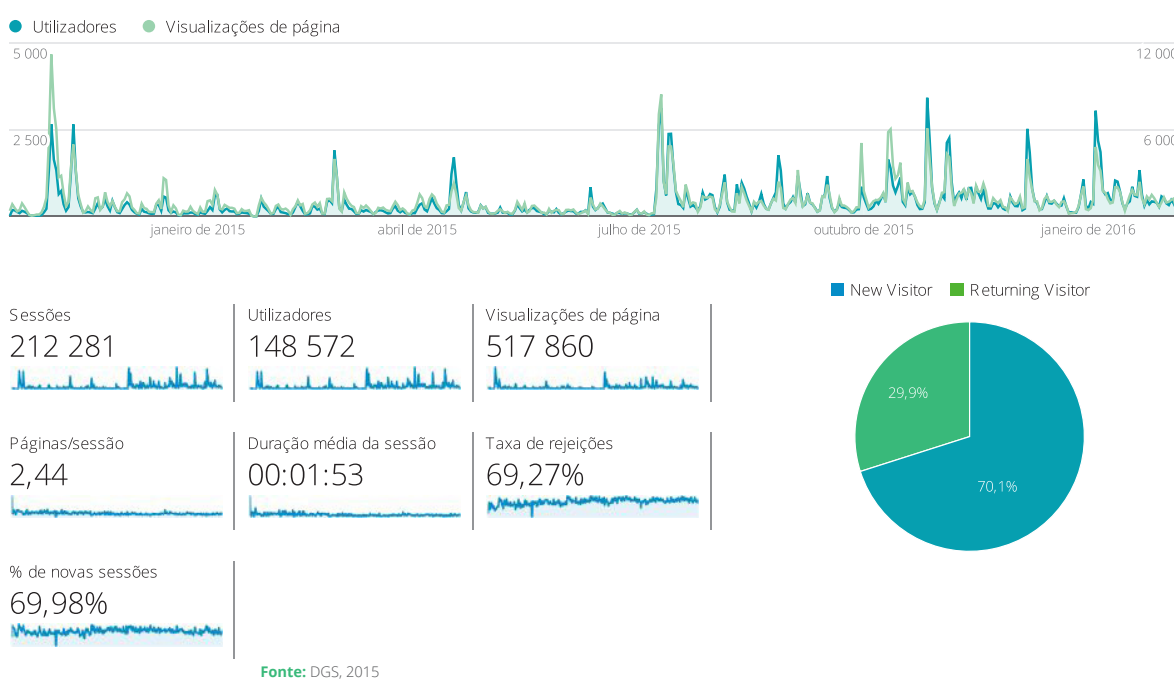 Utilizadores Visualizações de página
5 000 12 000
2 500 6 000
janeiro de 2015 abril de 2015 julho de 2015 outubro de 2015 janeiro de 2016
New Visitor Returning Visitor
Sessões Utilizadores Visualizações de página
212 281 148 572 517 860
29,9%
70,1%
Páginas/sessão Duração média da sessão Taxa de rejeições
2,44 00:01:53 69,27%
% de novas sessões
69,98%
Fonte: DGS, 2015